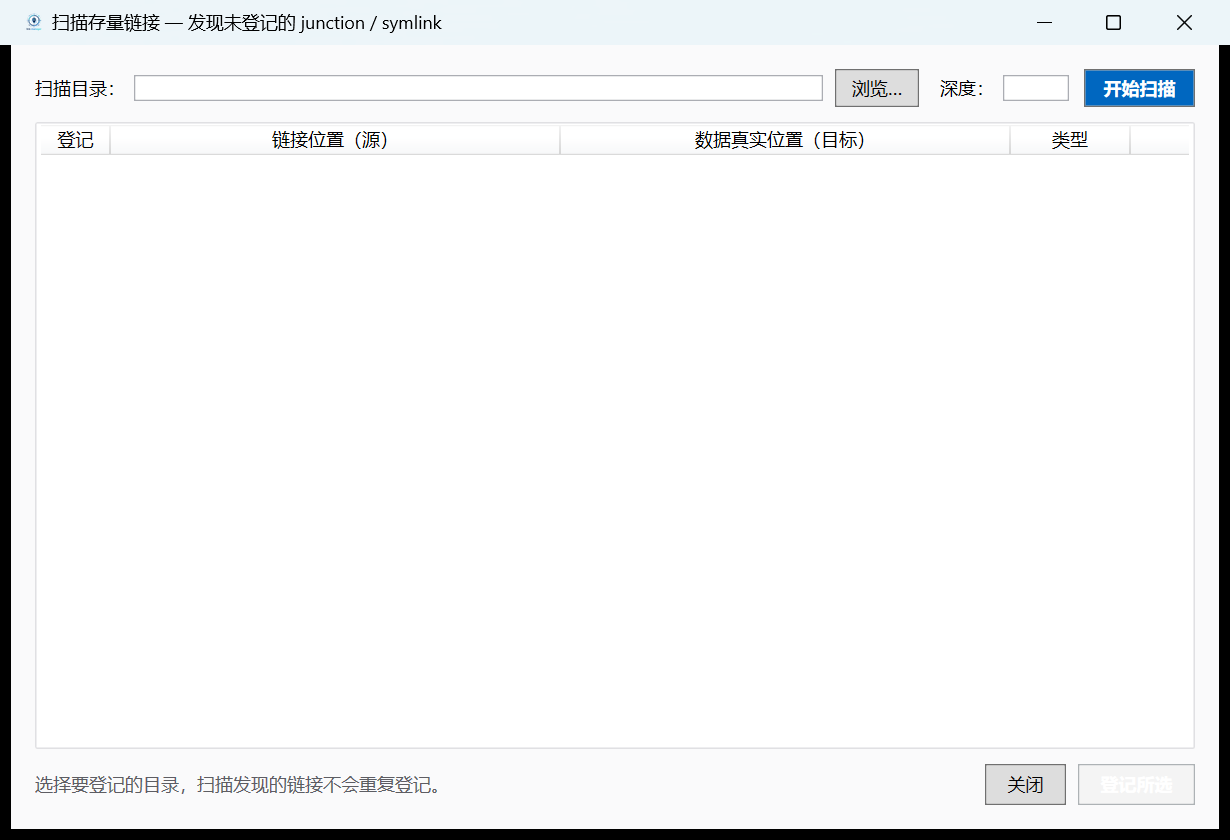 扫描存量链接 — 发现未登记的 junction / symlink
扫描目录： 浏览... 深度： 开始扫描
登记 链接位置（源） 数据真实位置（目标） 类型
选择要登记的目录，扫描发现的链接不会重复登记。 关闭 登记所选